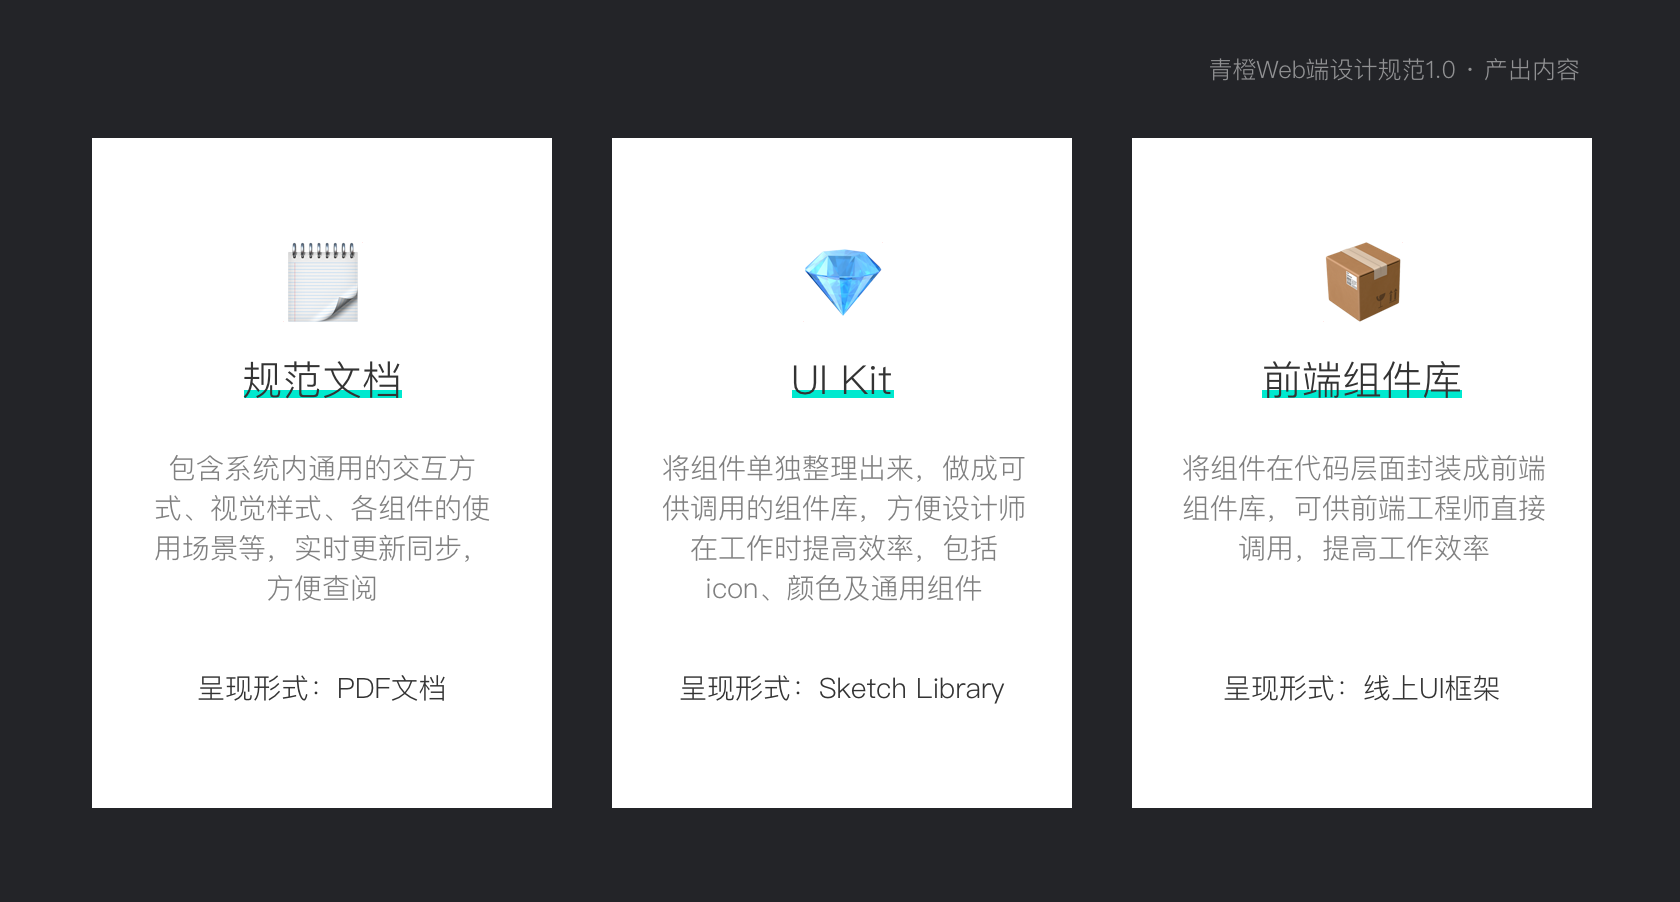 青橙Web端设计规范1.0 · 产出内容
规范文档
包含系统内通用的交互方
式、视觉样式、各组件的使
用场景等，实时更新同步，
方便查阅
呈现形式：PDF文档
UI Kit
将组件单独整理出来，做成可
供调用的组件库，方便设计师
在工作时提高效率，包括
icon、颜色及通用组件
呈现形式：Sketch Library
前端组件库
将组件在代码层面封装成前端
组件库，可供前端工程师直接
调用，提高工作效率
呈现形式：线上UI框架